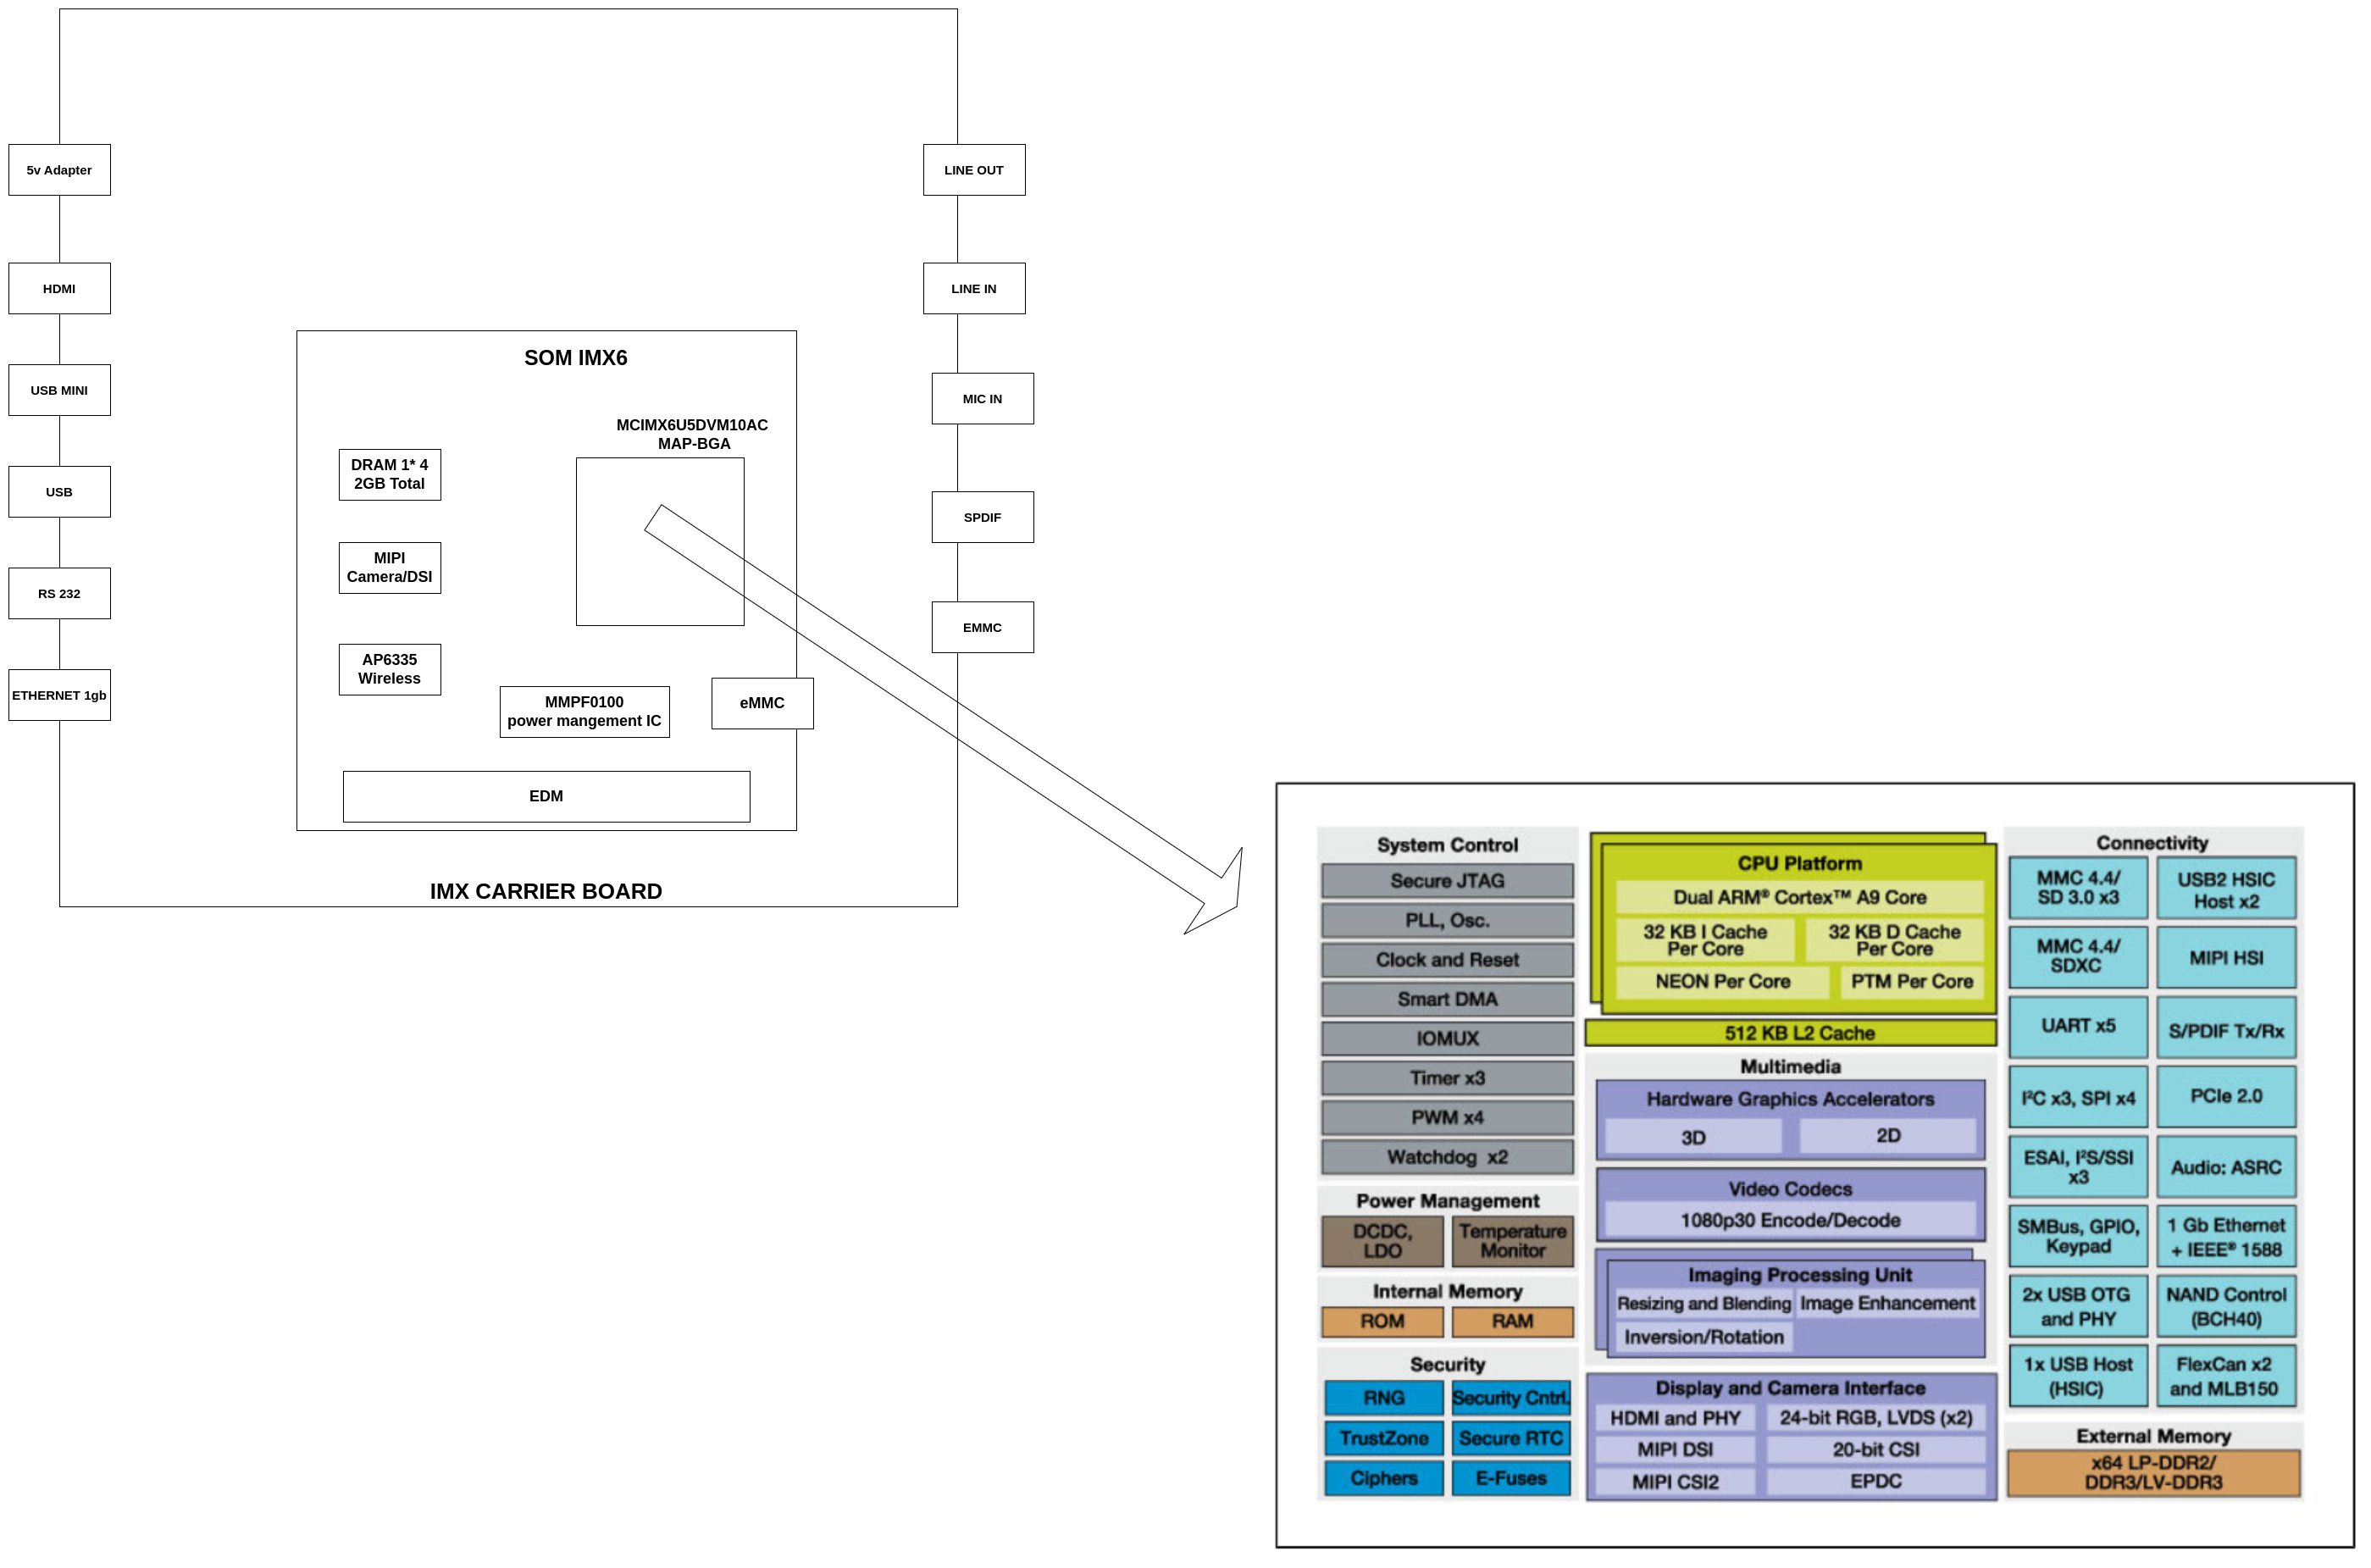 5v Adapter
HDMI
USB MINI
USB
RS 232
ETHERNET 1gb
LINE OUT
LINE IN
MIC IN
SPDIF
EMMC
SOM IMX6
MCIMX6U5DVM10AC
MAP-BGA
DRAM 1* 4
2GB Total
MIPI
Camera/DSI
AP6335
Wireless
MMPF0100
power mangement IC
eMMC
EDM
IMX CARRIER BOARD
System Control
Secure JTAG
PLL, Osc.
Clock and Reset
Smart DMA
IOMUX
Timer x3
PWM x4
Watchdog x2
Power Management
DCDC,
LDO
Temperature
Monitor
Internal Memory
ROM
RAM
Security
RNG
Security Cntrl.
TrustZone
Secure RTC
Ciphers
E-Fuses
CPU Platform
Dual ARM® Cortex™ A9 Core
32 KB I Cache
Per Core
32 KB D Cache
Per Core
NEON Per Core
PTM Per Core
512 KB L2 Cache
Multimedia
Hardware Graphics Accelerators
3D
2D
Video Codecs
1080p30 Encode/Decode
Imaging Processing Unit
Resizing and Blending
Image Enhancement
Inversion/Rotation
Display and Camera Interface
HDMI and PHY
24-bit RGB, LVDS (x2)
MIPI DSI
20-bit CSI
MIPI CSI2
EPDC
Connectivity
MMC 4.4/
SD 3.0 x3
USB2 HSIC
Host x2
MMC 4.4/
SDXC
MIPI HSI
UART x5
S/PDIF Tx/Rx
I²C x3, SPI x4
PCIe 2.0
ESAI, I²S/SSI
x3
Audio: ASRC
SMBus, GPIO,
Keypad
1 Gb Ethernet
+ IEEE® 1588
2x USB OTG
and PHY
NAND Control
(BCH40)
1x USB Host
(HSIC)
FlexCan x2
and MLB150
External Memory
x64 LP-DDR2/
DDR3/LV-DDR3